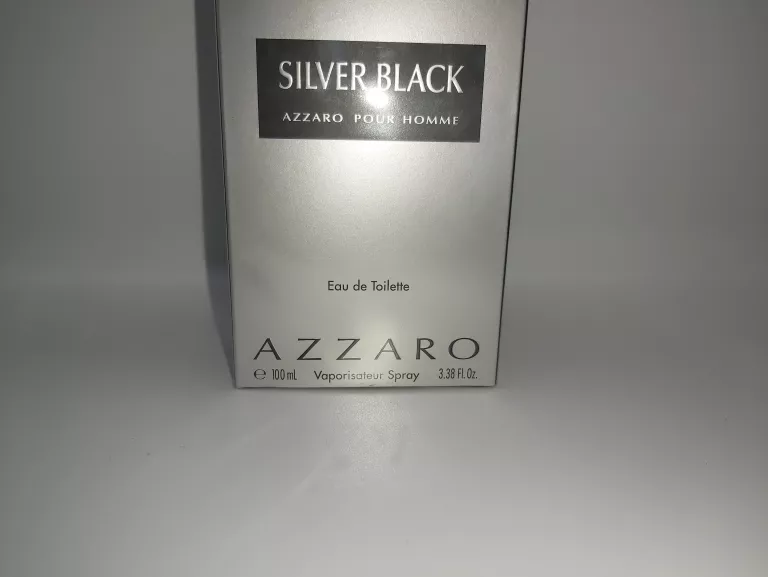 SILVER BLACK
AZZARO POUR HOMME
Eau de Toilette
AZZARO
℮ 100 mL Vaporisateur Spray 3.38 Fl. Oz.